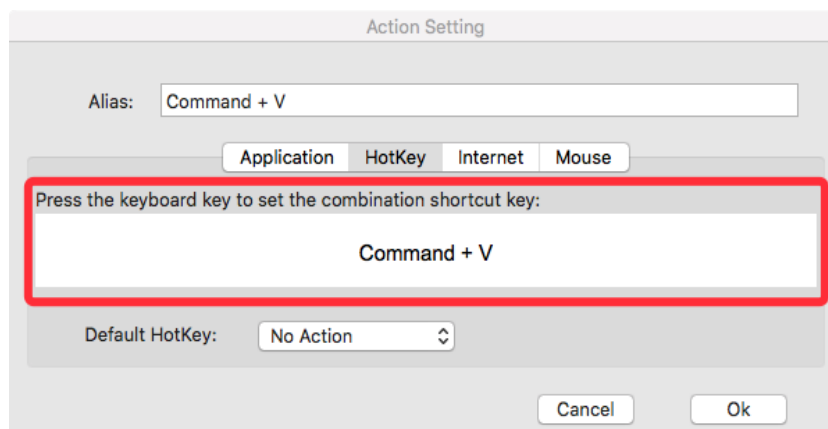 Action Setting
Alias: Command + V
Application HotKey Internet Mouse
Press the keyboard key to set the combination shortcut key:
Command + V
Default HotKey: No Action
Cancel Ok